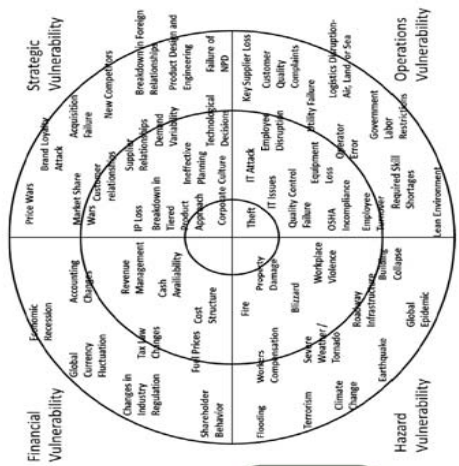 Financial
Vulnerability
Economic
Recession
Global
Currency
Fluctuation
Accounting
Changes
Changes in
Industry
Regulation
Tax Law
Changes
Revenue
Management
Cash
Availiability
Shareholder
Behavior
Fuel Prices
Cost
Structure
Strategic
Vulnerability
Price Wars
Brand Loyalty
Attack
Acquisition
Failure
New Competitors
Market Share
Wars
Customer
relationships
Supplier
Relationships
Breakdown in Foreign
Relationships
Product Design and
Engineering
Failure of
NPD
IP Loss
Breakdown in
Tiered
Product
Approach
Demand
Variability
Ineffective
Planning
Technological
Decisions
Corporate Culture
Hazard
Vulnerability
Flooding
Workers
Compensation
Fire
Property
Damage
Terrorism
Severe
Weather /
Tornado
Blizzard
Workplace
Violence
Climate
Change
Earthquake
Roadway
Infrastructure
Building
Collapse
Global
Epidemic
Operations
Vulnerability
Theft
IT Attack
IT Issues
Key Supplier Loss
Customer
Quality
Complaints
Employee
Disruption
Utility Failure
Quality Control
Failure
Equipment
Loss
Logistics Disruption-
Air, Land/or Sea
OSHA
Incompliance
Operator
Error
Employee
Turnover
Government
Labor
Restrictions
Required Skill
Shortages
Lean Environment